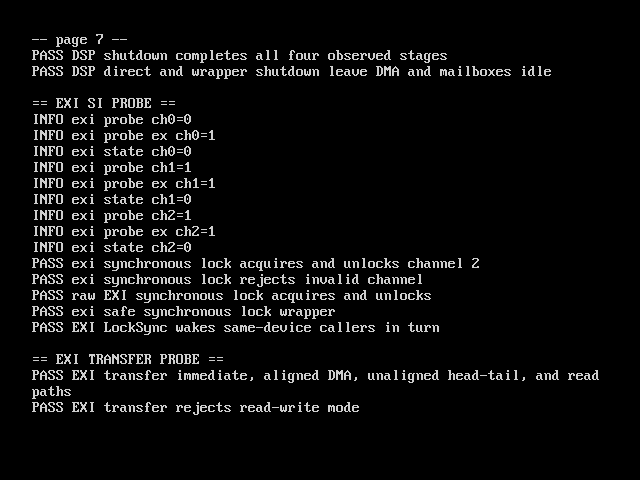 -- page 7 --
PASS DSP shutdown completes all four observed stages
PASS DSP direct and wrapper shutdown leave DMA and mailboxes idle
== EXI SI PROBE ==
INFO exi probe ch0=0
INFO exi probe ex ch0=1
INFO exi state ch0=0
INFO exi probe ch1=1
INFO exi probe ex ch1=1
INFO exi state ch1=0
INFO exi probe ch2=1
INFO exi probe ex ch2=1
INFO exi state ch2=0
PASS exi synchronous lock acquires and unlocks channel 2
PASS exi synchronous lock rejects invalid channel
PASS raw EXI synchronous lock acquires and unlocks
PASS exi safe synchronous lock wrapper
PASS EXI LockSync wakes same-device callers in turn
== EXI TRANSFER PROBE ==
PASS EXI transfer immediate, aligned DMA, unaligned head-tail, and read
paths
PASS EXI transfer rejects read-write mode